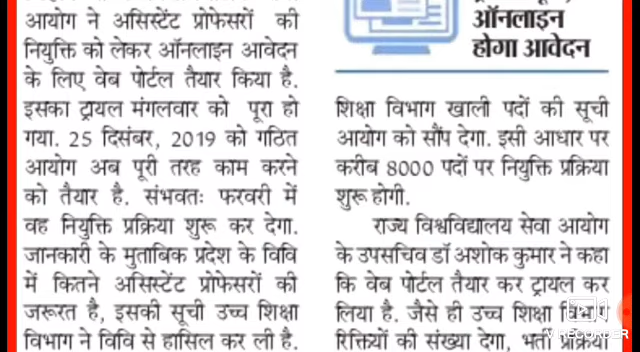 आयोग ने असिस्टेंट प्रोफेसरों की
नियुक्ति को लेकर ऑनलाइन आवेदन
के लिए वेब पोर्टल तैयार किया है.
इसका ट्रायल मंगलवार को पूरा हो
गया. 25 दिसंबर, 2019 को गठित
आयोग अब पूरी तरह काम करने
को तैयार है. संभवतः फरवरी में
वह नियुक्ति प्रक्रिया शुरू कर देगा.
जानकारी के मुताबिक प्रदेश के विवि
में कितने असिस्टेंट प्रोफेसरों की
जरूरत है, इसकी सूची उच्च शिक्षा
विभाग ने विवि से हासिल कर ली है.
ऑनलाइन
होगा आवेदन
शिक्षा विभाग खाली पदों की सूची
आयोग को सौंप देगा. इसी आधार पर
करीब 8000 पदों पर नियुक्ति प्रक्रिया
शुरू होगी.
राज्य विश्वविद्यालय सेवा आयोग
के उपसचिव डॉ अशोक कुमार ने कहा
कि वेब पोर्टल तैयार कर ट्रायल कर
लिया है. जैसे ही उच्च शिक्षा
रिक्तियों की संख्या देगा, भर्ती प्रक्रिया
V RECORDER